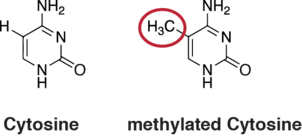 NH₂
NH₂
H
H₃C
N
N
N
O
N
O
H
H
Cytosine
methylated Cytosine